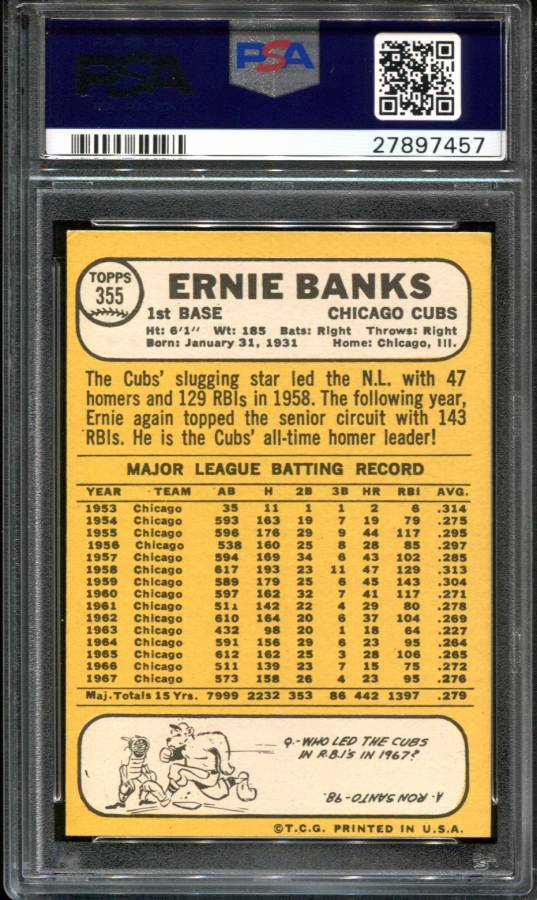 PSA
PSA
27897457
TOPPS
355
ERNIE BANKS
1st BASE CHICAGO CUBS
Ht: 6'1" Wt: 185 Bats: Right Throws: Right
Born: January 31, 1931 Home: Chicago, Ill.
The Cubs' slugging star led the N.L. with 47
homers and 129 RBIs in 1958. The following year,
Ernie again topped the senior circuit with 143
RBIs. He is the Cubs' all-time homer leader!
MAJOR LEAGUE BATTING RECORD
YEAR TEAM AB H 2B 3B HR RBI AVG.
1953 Chicago 35 11 1 1 2 6 .314
1954 Chicago 593 163 19 7 19 79 .275
1955 Chicago 596 176 29 9 44 117 .295
1956 Chicago 538 160 25 8 28 85 .297
1957 Chicago 594 169 34 6 43 102 .285
1958 Chicago 617 193 23 11 47 129 .313
1959 Chicago 589 179 25 6 45 143 .304
1960 Chicago 597 162 32 7 41 117 .271
1961 Chicago 511 142 22 4 29 80 .278
1962 Chicago 610 164 20 6 37 104 .269
1963 Chicago 432 98 20 1 18 64 .227
1964 Chicago 591 156 29 6 23 95 .264
1965 Chicago 612 162 25 3 28 106 .265
1966 Chicago 511 139 23 7 15 75 .272
1967 Chicago 573 158 26 4 23 95 .276
Maj. Totals 15 Yrs. 7999 2232 353 86 442 1397 .279
Q.-WHO LED THE CUBS
IN R.B.I'S IN 1967?
A. RON SANTO-98.
©T.C.G. PRINTED IN U.S.A.